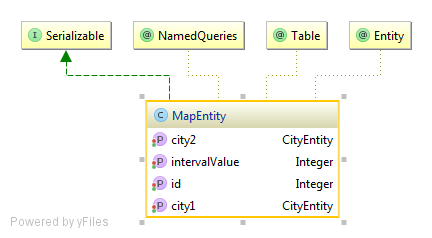 I Serializable
@ NamedQueries
@ Table
@ Entity
C MapEntity
P city2 CityEntity
P intervalValue Integer
P id Integer
P city1 CityEntity
Powered by yFiles